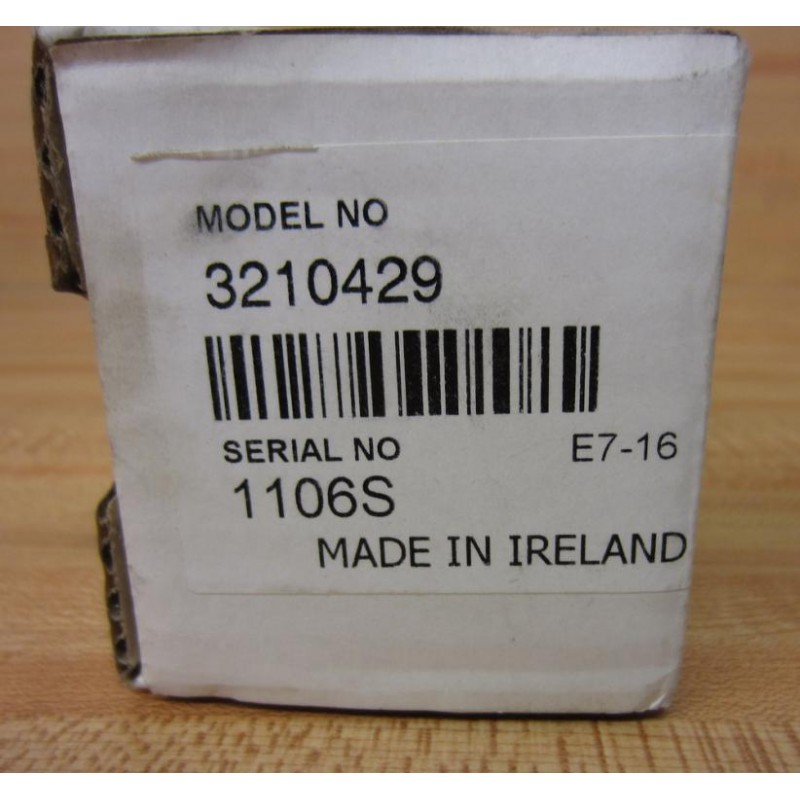 MODEL NO
3210429
SERIAL NO E7-16
1106S
MADE IN IRELAND